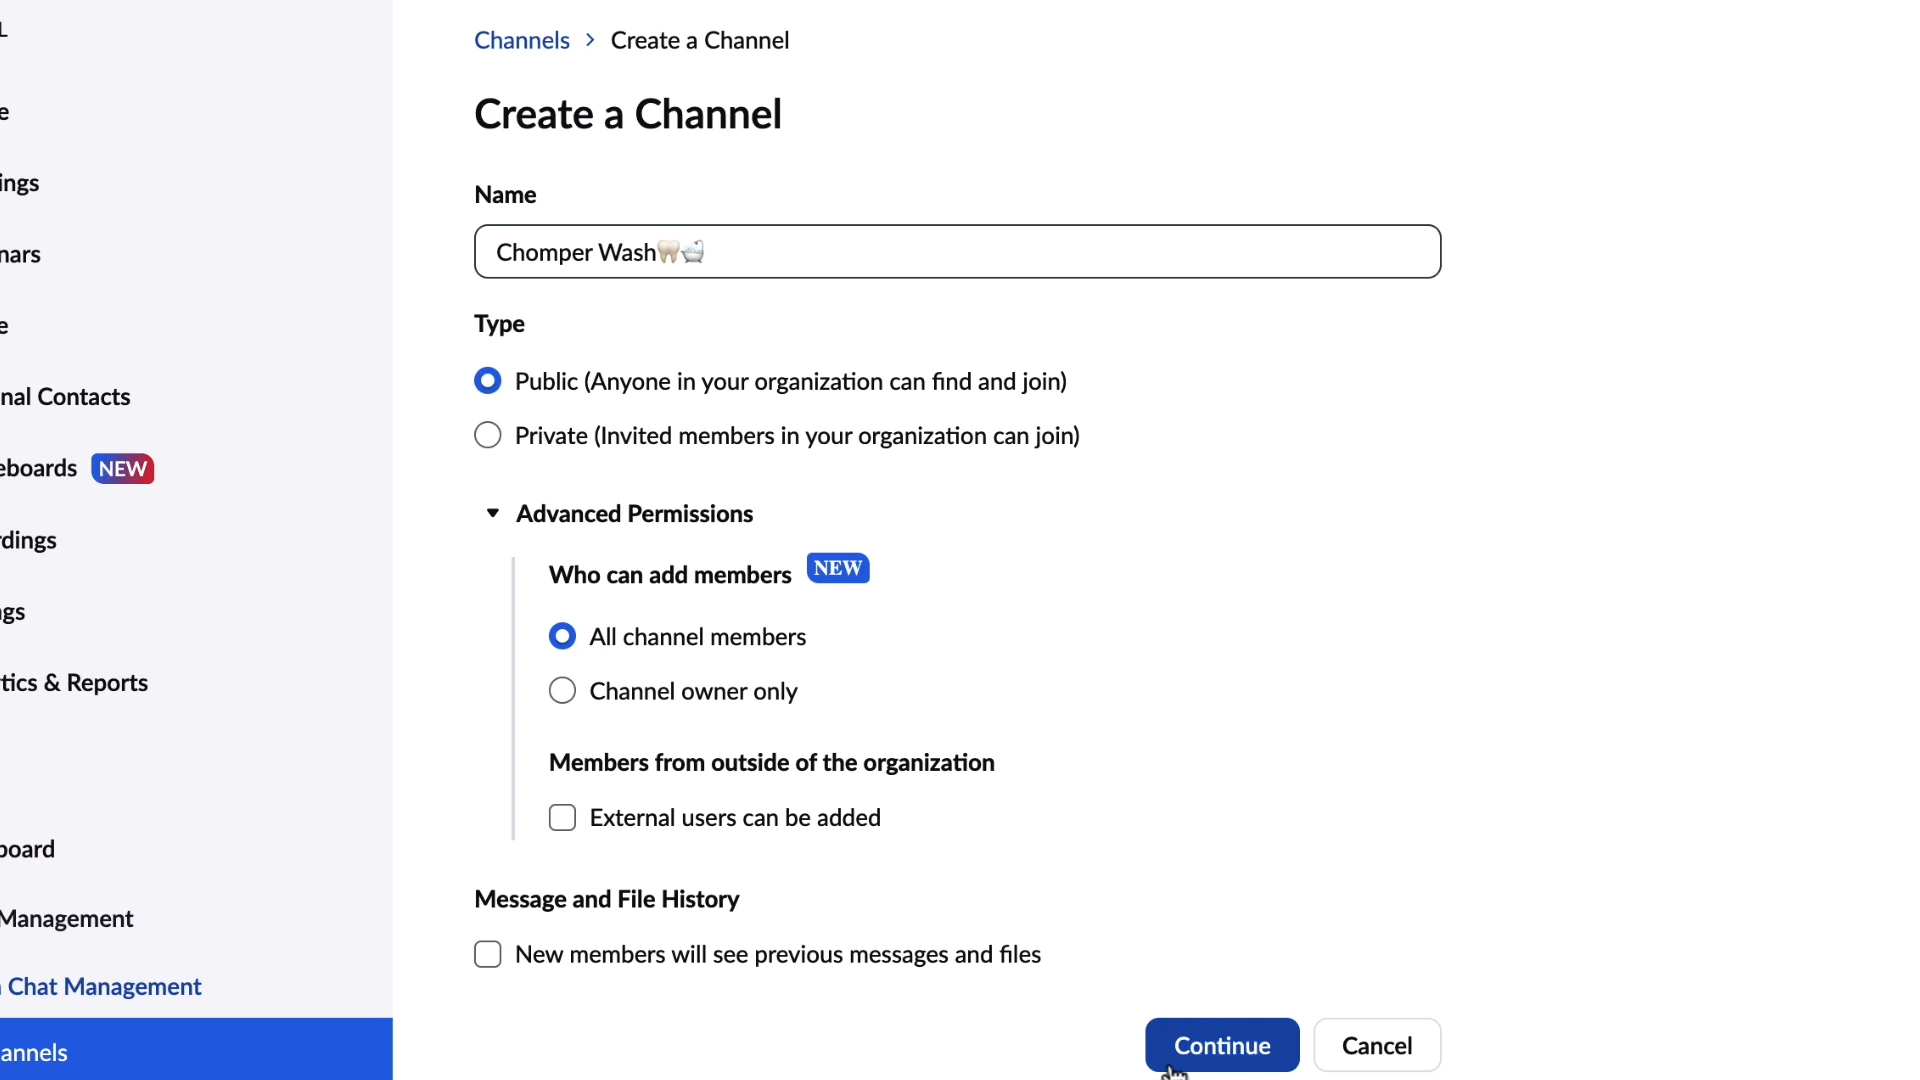 L
Channels > Create a Channel
Create a Channel
e
ings
Name
nars
Chomper Wash🦷🛁
e
Type
Public (Anyone in your organization can find and join)
nal Contacts
Private (Invited members in your organization can join)
eboards NEW
Advanced Permissions
dings
Who can add members NEW
gs
All channel members
tics & Reports
Channel owner only
Members from outside of the organization
External users can be added
board
Message and File History
Management
New members will see previous messages and files
Chat Management
Continue
Cancel
annels